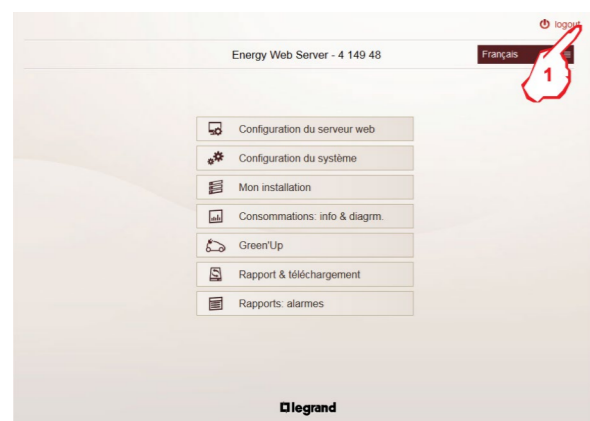 logout
Energy Web Server - 4 149 48
Français
1
Configuration du serveur web
Configuration du système
Mon installation
Consommations: info & diagrm.
Green'Up
Rapport & téléchargement
Rapports: alarmes
legrand